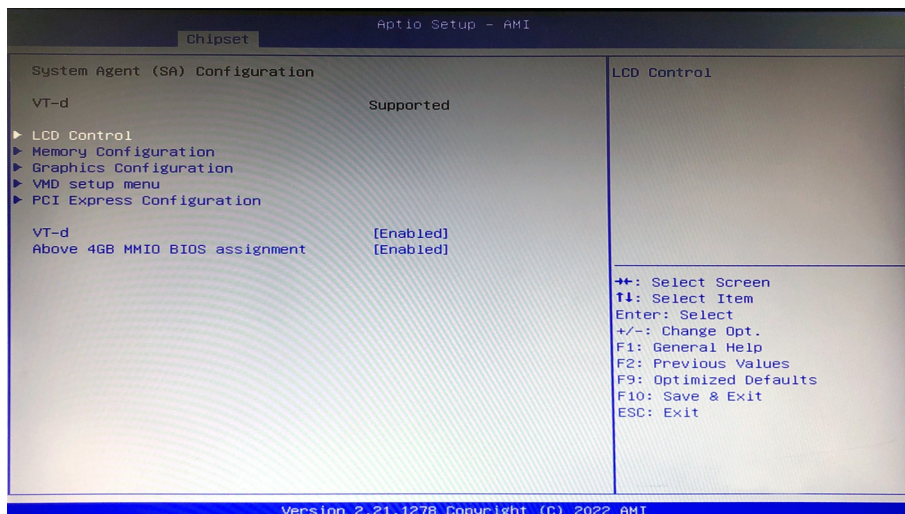 Aptio Setup – AMI
Chipset
System Agent (SA) Configuration
VT-d Supported
LCD Control
Memory Configuration
Graphics Configuration
VMD setup menu
PCI Express Configuration
VT-d [Enabled]
Above 4GB MMIO BIOS assignment [Enabled]
LCD Control
→←: Select Screen
↑↓: Select Item
Enter: Select
+/-: Change Opt.
F1: General Help
F2: Previous Values
F9: Optimized Defaults
F10: Save & Exit
ESC: Exit
Version 2.21.1278 Copyright (C) 2022 AMI